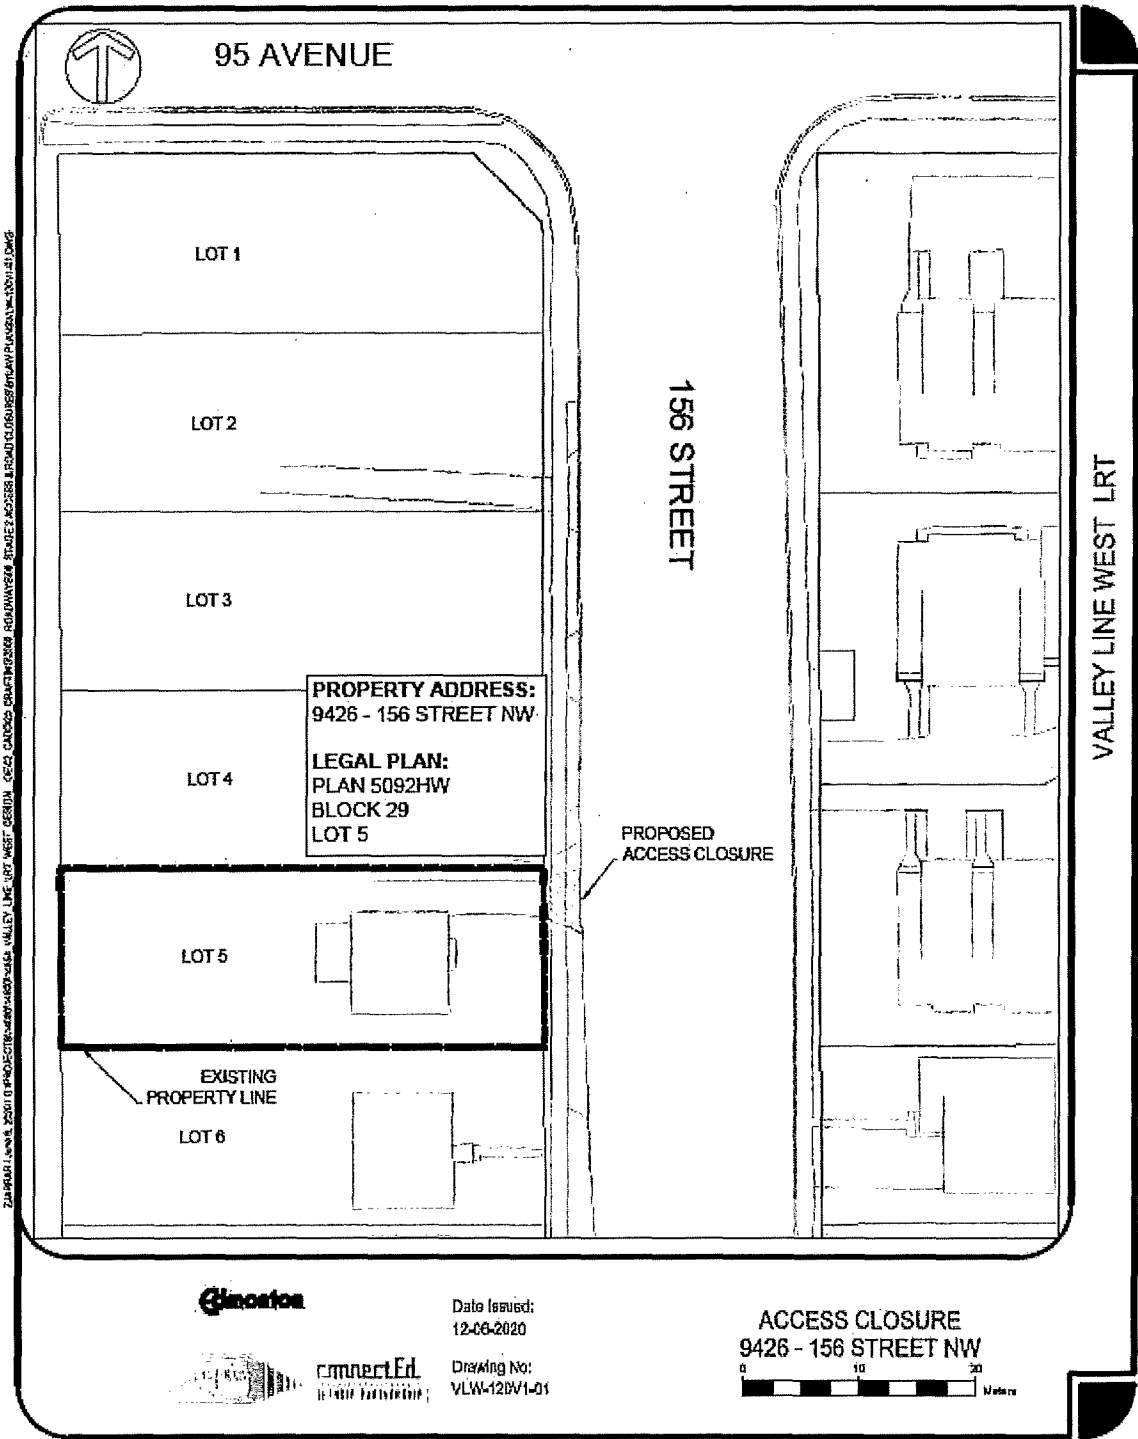 95 AVENUE
LOT 1
LOT 2
156 STREET
LOT 3
PROPERTY ADDRESS:
9426 - 156 STREET NW
LEGAL PLAN:
PLAN 5092HW
BLOCK 29
LOT 5
LOT 4
PROPOSED
ACCESS CLOSURE
LOT 5
EXISTING
PROPERTY LINE
LOT 6
VALLEY LINE WEST LRT
Edmonton
connectEd
Date Issued:
12-06-2020
Drawing No:
VLW-120V1-01
ACCESS CLOSURE
9426 - 156 STREET NW
0 10 20
Meters